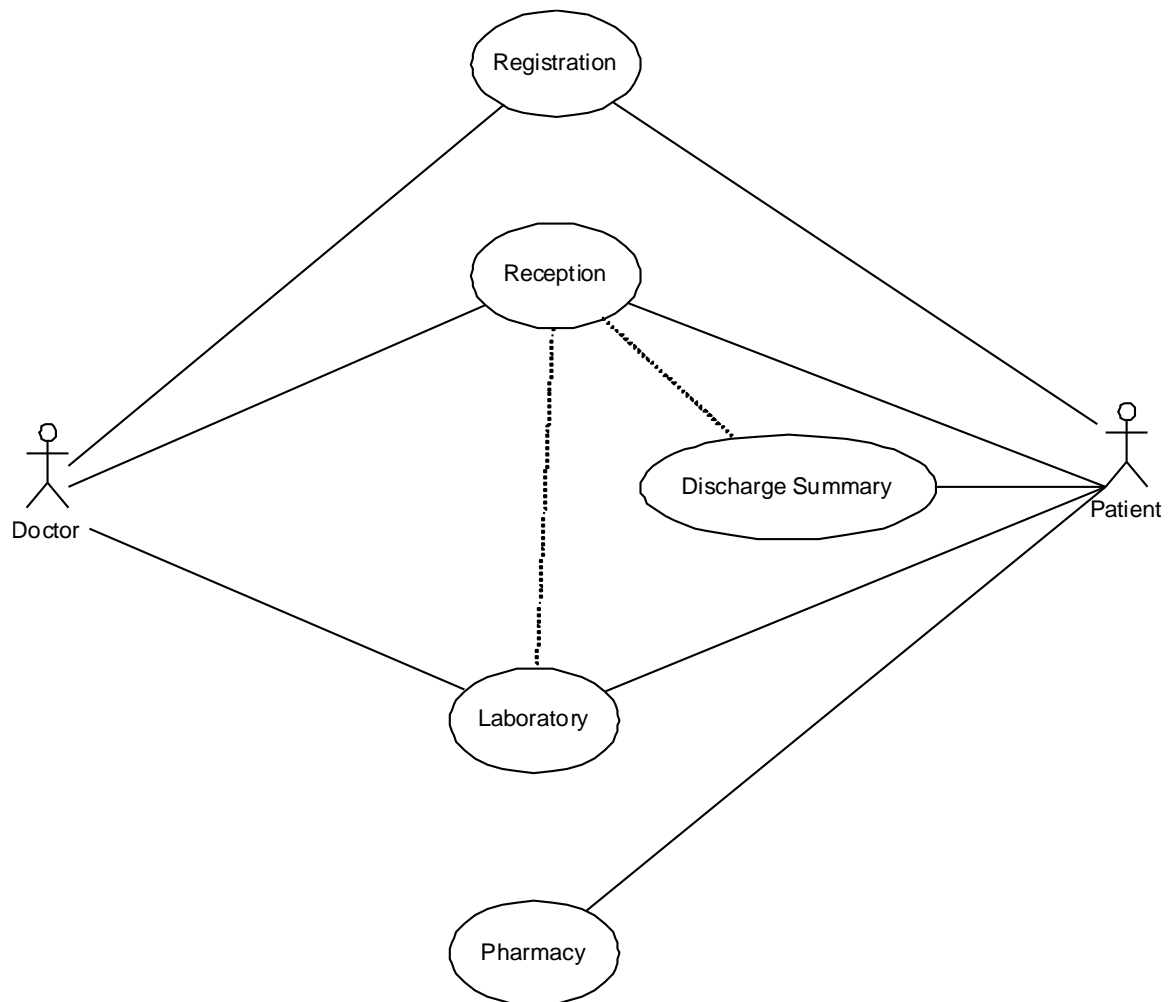 Registration
Reception
Discharge Summary
Doctor
Patient
Laboratory
Pharmacy